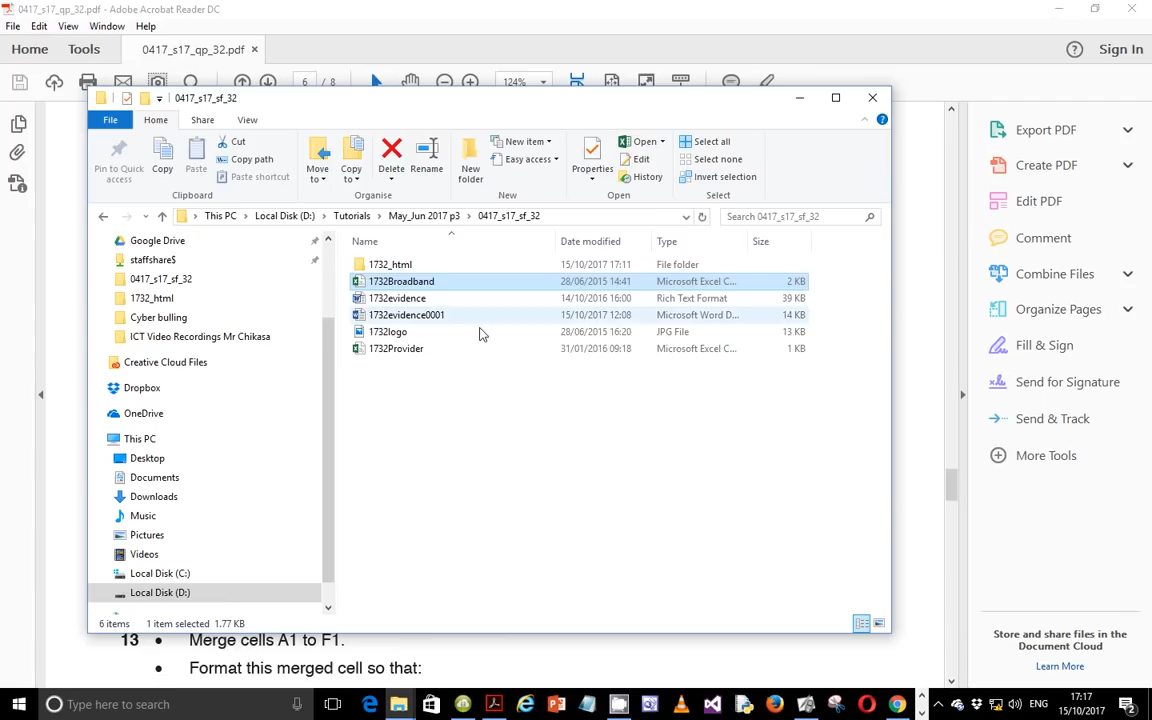 0417_s17_qp_32.pdf - Adobe Acrobat Reader DC
File Edit View Window Help
Home Tools 0417_s17_qp_32.pdf × Sign In
6 / 8 124%
0417_s17_sf_32
File Home Share View
Pin to Quick access
Copy
Paste
Cut
Copy path
Paste shortcut
Clipboard
Move to
Copy to
Delete
Rename
Organise
New folder
New item
Easy access
New
Properties
Open
Edit
History
Open
Select all
Select none
Invert selection
Select
This PC › Local Disk (D:) › Tutorials › May_Jun 2017 p3 › 0417_s17_sf_32
Search 0417_s17_sf_32
Google Drive
staffshare$
0417_s17_sf_32
1732_html
Cyber bulling
ICT Video Recordings Mr Chikasa
Creative Cloud Files
Dropbox
OneDrive
This PC
Desktop
Documents
Downloads
Music
Pictures
Videos
Local Disk (C:)
Local Disk (D:)
Name Date modified Type Size
1732_html 15/10/2017 17:11 File folder
1732Broadband 28/06/2015 14:41 Microsoft Excel C... 2 KB
1732evidence 14/10/2016 16:00 Rich Text Format 39 KB
1732evidence0001 15/10/2017 12:08 Microsoft Word D... 14 KB
1732logo 28/06/2015 16:20 JPG File 13 KB
1732Provider 31/01/2016 09:18 Microsoft Excel C... 1 KB
6 items 1 item selected 1.77 KB
13 • Merge cells A1 to F1.
• Format this merged cell so that:
Export PDF
Create PDF
Edit PDF
Comment
Combine Files
Organize Pages
Fill & Sign
Send for Signature
Send & Track
More Tools
Store and share files in the
Document Cloud
Learn More
Type here to search
ENG
17:17
15/10/2017
2